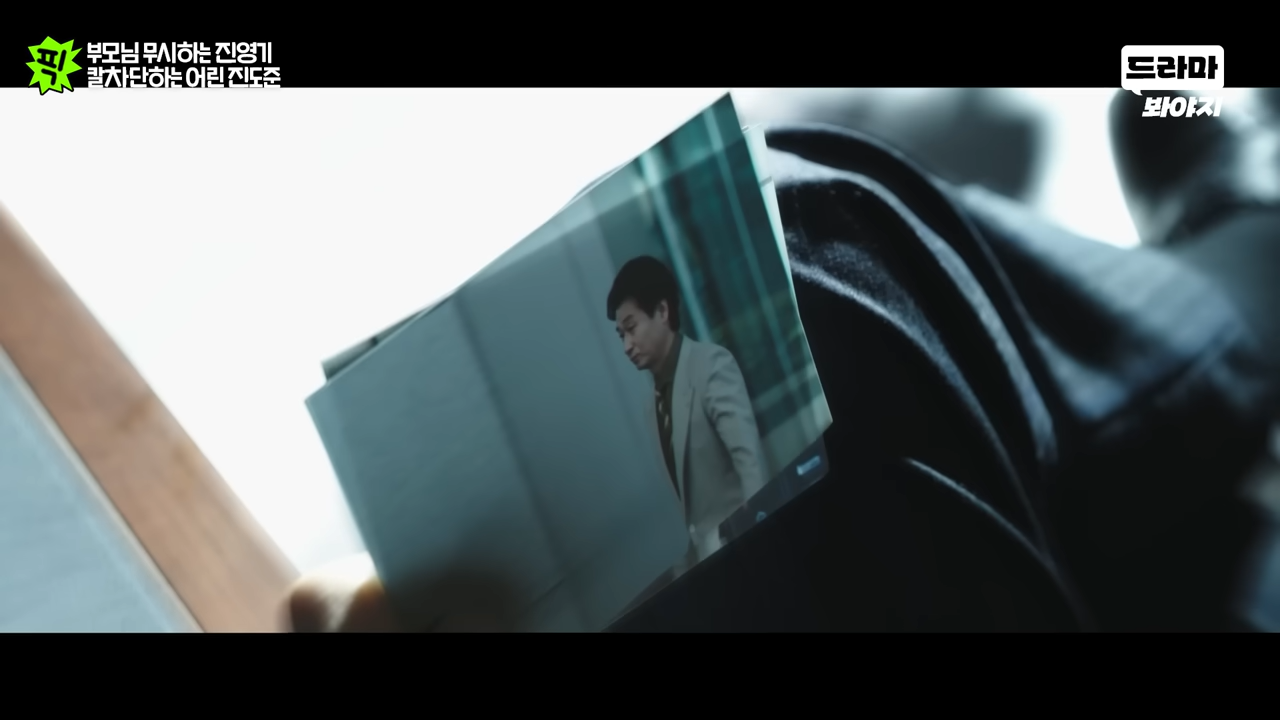 픽
부모님 무시하는 진영기
칼차단하는 어린 진도준
드라마
봐야지